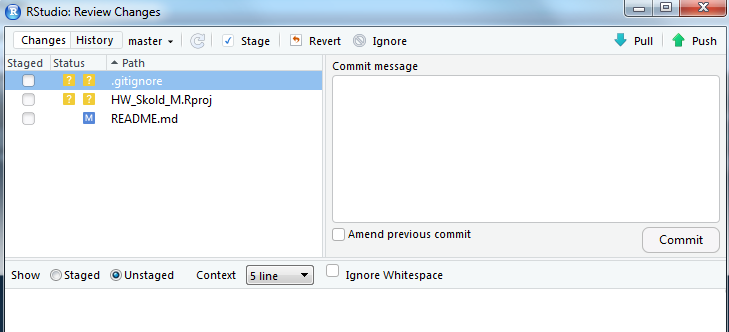 RStudio: Review Changes
Changes History master Stage Revert Ignore Pull Push
Staged Status Path
? ? .gitignore
? ? HW_Skold_M.Rproj
M README.md
Commit message
Amend previous commit
Commit
Show Staged Unstaged Context 5 line Ignore Whitespace